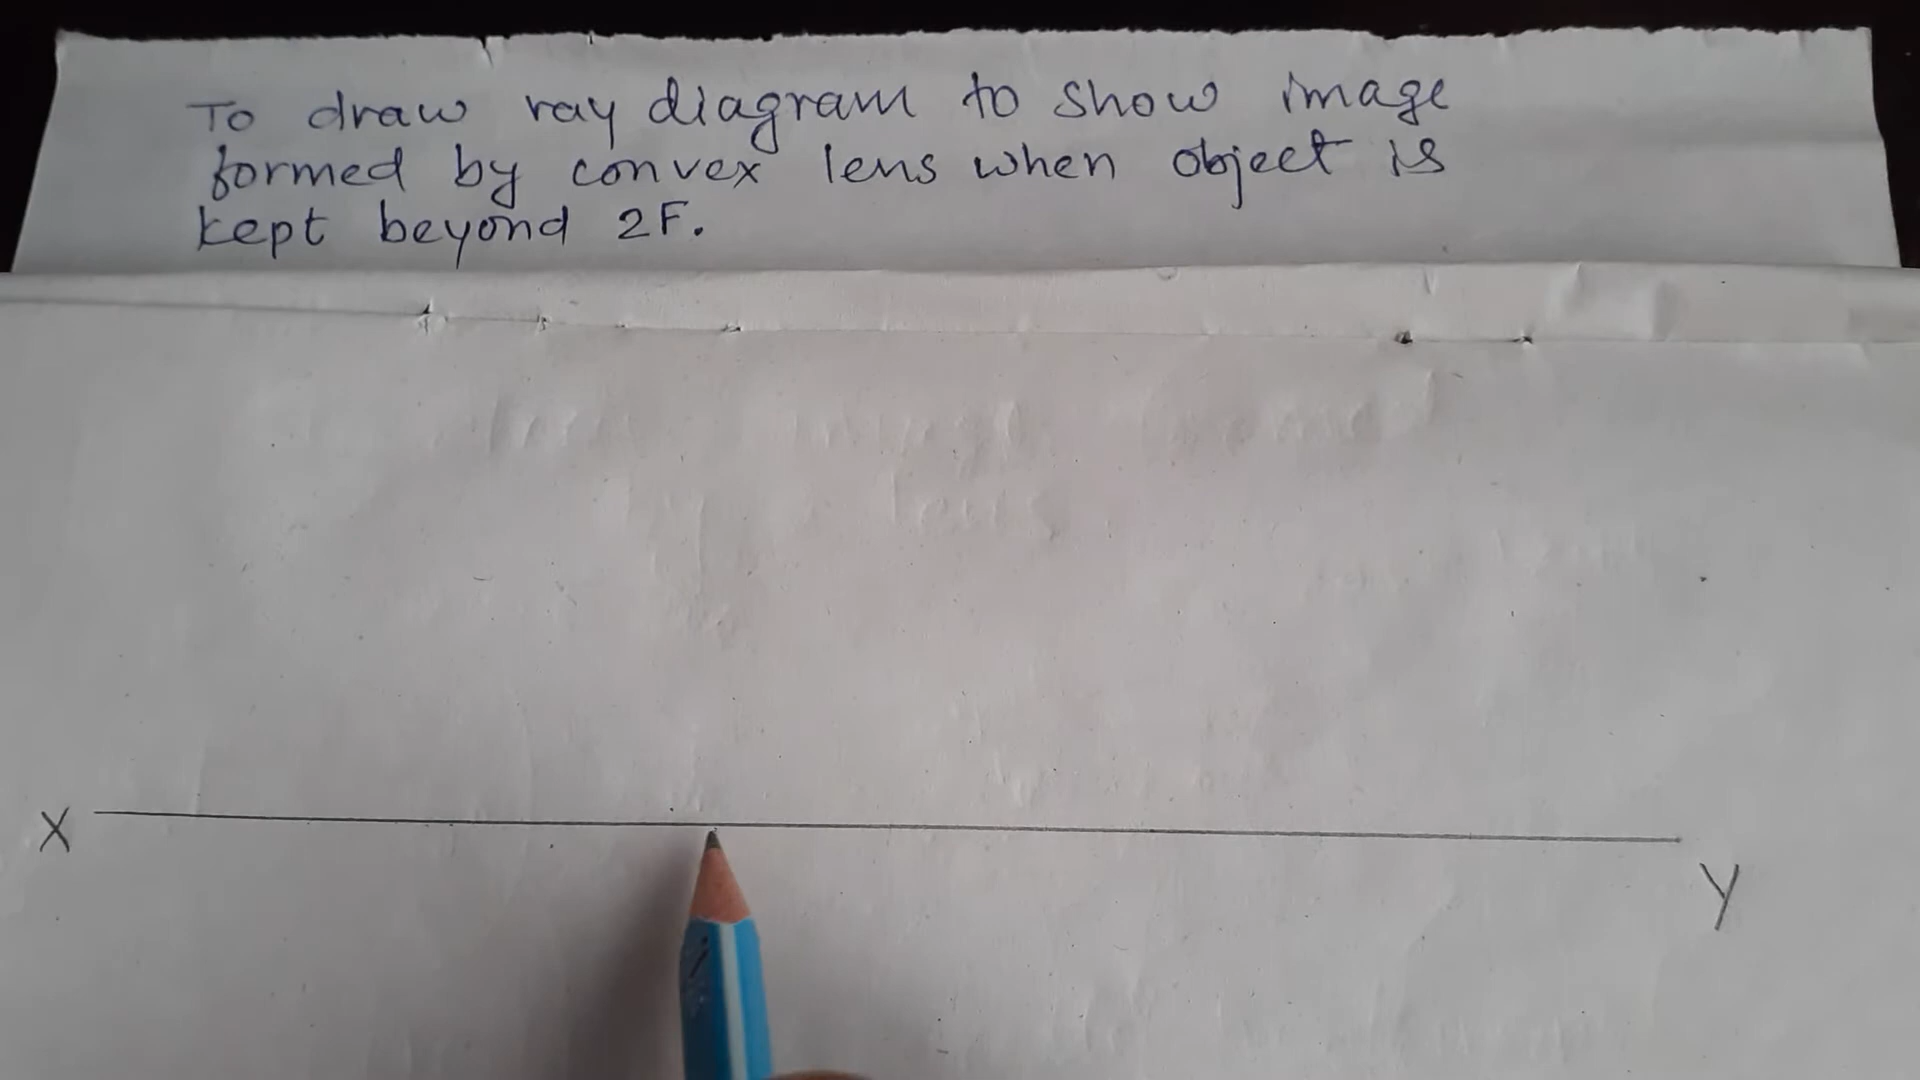 To draw ray diagram to show image
formed by convex lens when object is
kept beyond 2F.
X
Y